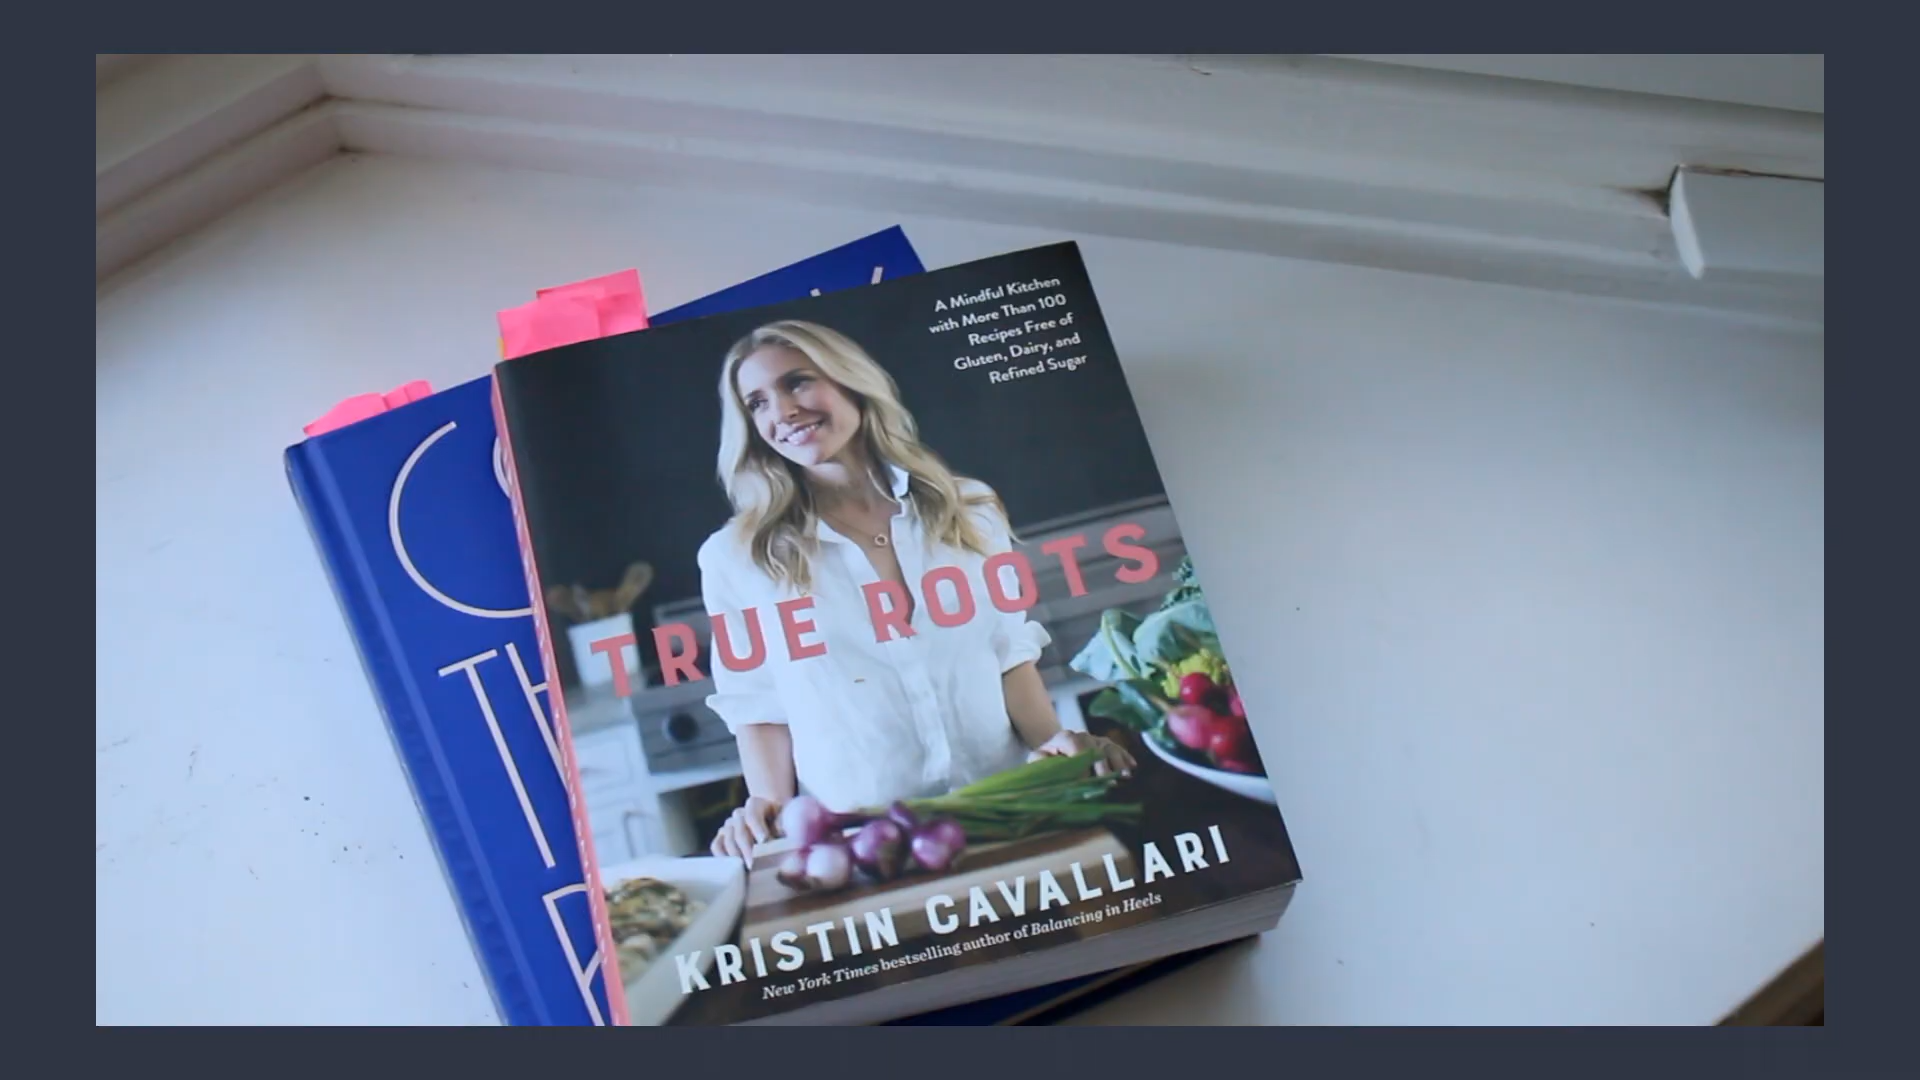 A Mindful Kitchen
with More Than 100
Recipes Free of
Gluten, Dairy, and
Refined Sugar
TRUE ROOTS
KRISTIN CAVALLARI
New York Times bestselling author of Balancing in Heels